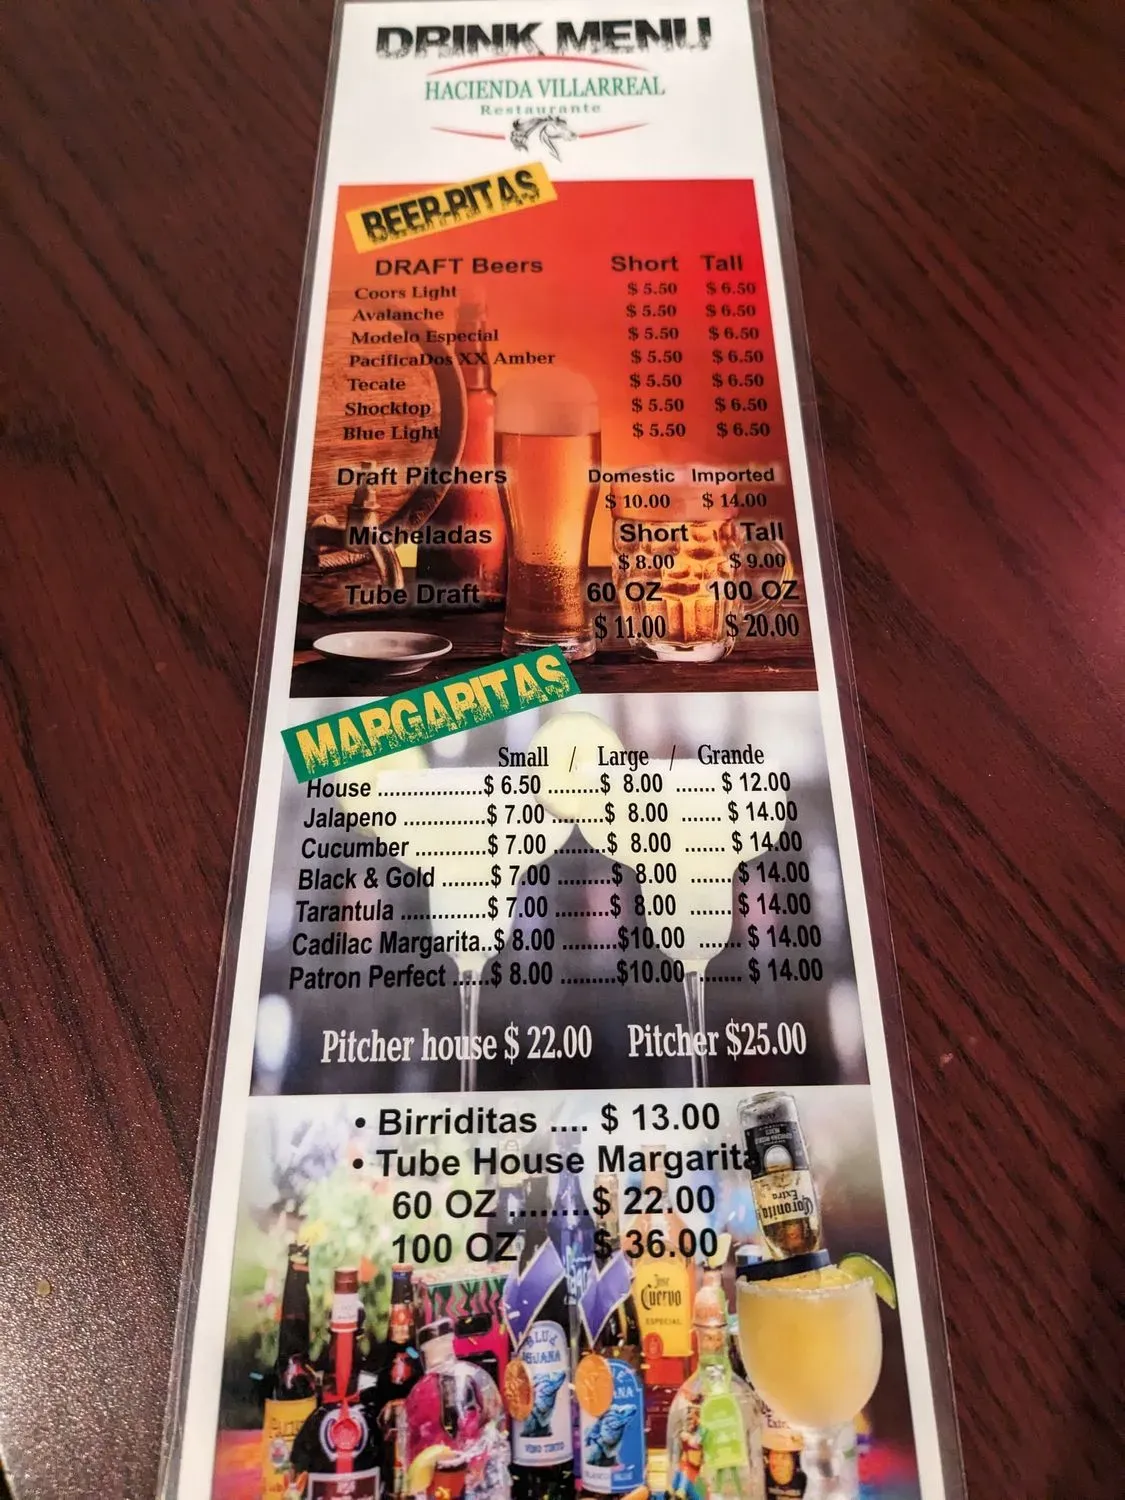 DRINK MENU
HACIENDA VILLARREAL
Restaurante
BEER-RITAS
DRAFT Beers Short Tall
Coors Light $ 5.50 $ 6.50
Avalanche $ 5.50 $ 6.50
Modelo Especial $ 5.50 $ 6.50
PacificaDos XX Amber $ 5.50 $ 6.50
Tecate $ 5.50 $ 6.50
Shocktop $ 5.50 $ 6.50
Blue Light $ 5.50 $ 6.50
Draft Pitchers Domestic Imported
$ 10.00 $ 14.00
Micheladas Short Tall
$ 8.00 $ 9.00
Tube Draft 60 OZ 100 OZ
$ 11.00 $ 20.00
MARGARITAS
Small / Large / Grande
House ..................$ 6.50 .........$ 8.00 ....... $ 12.00
Jalapeno ..............$ 7.00 .........$ 8.00 ....... $ 14.00
Cucumber ............$ 7.00 .........$ 8.00 ....... $ 14.00
Black & Gold ........$ 7.00 .........$ 8.00 ....... $ 14.00
Tarantula ..............$ 7.00 .........$ 8.00 ....... $ 14.00
Cadilac Margarita..$ 8.00 .........$10.00 ....... $ 14.00
Patron Perfect ......$ 8.00 .........$10.00 ....... $ 14.00
Pitcher house $ 22.00 Pitcher $25.00
• Birriditas .... $ 13.00
• Tube House Margarita
60 OZ ........$ 22.00
100 OZ $ 36.00
Coronita
Extra
Jose
Cuervo
ESPECIAL
VINO TINTO